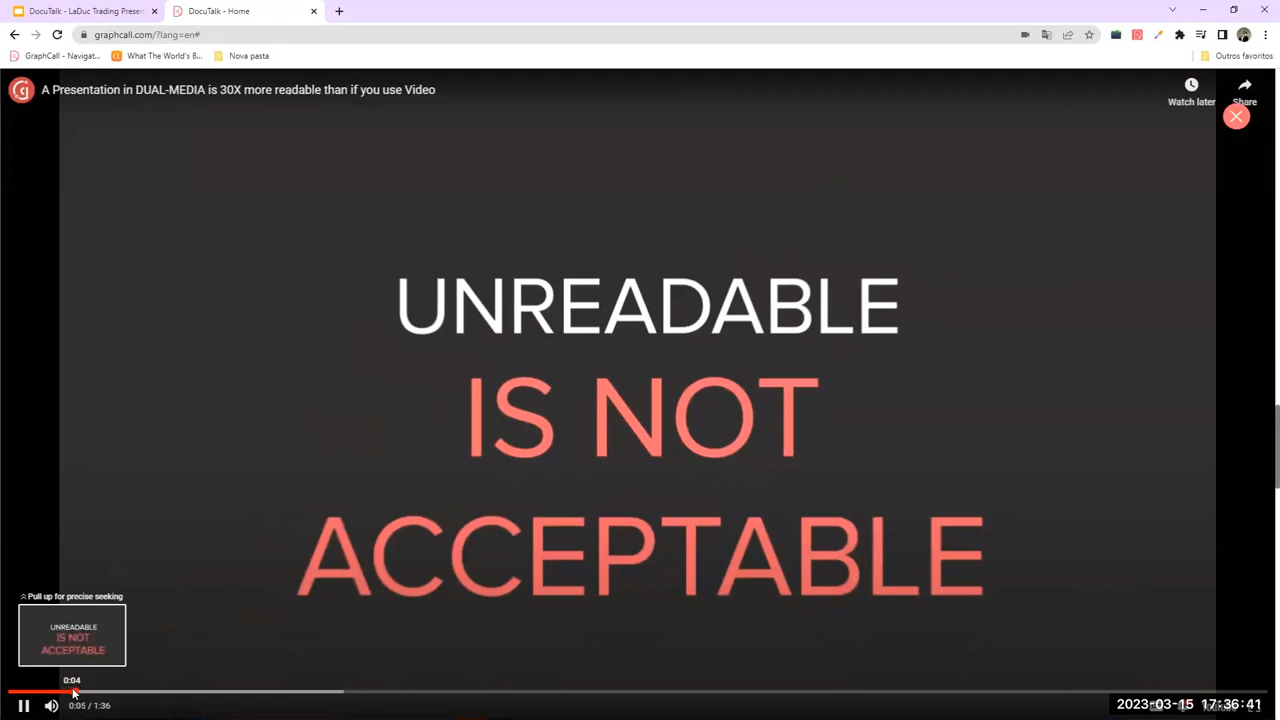 DocuTalk - LaDuc Trading Presen
DocuTalk - Home
graphcall.com/?lang=en#
GraphCall - Navigat...
What The World's B...
Nova pasta
Outros favoritos
A Presentation in DUAL-MEDIA is 30X more readable than if you use Video
Watch later
Share
UNREADABLE
IS NOT
ACCEPTABLE
Pull up for precise seeking
UNREADABLE
IS NOT
ACCEPTABLE
0:04
0:05 / 1:36
2023-03-15 17:36:41